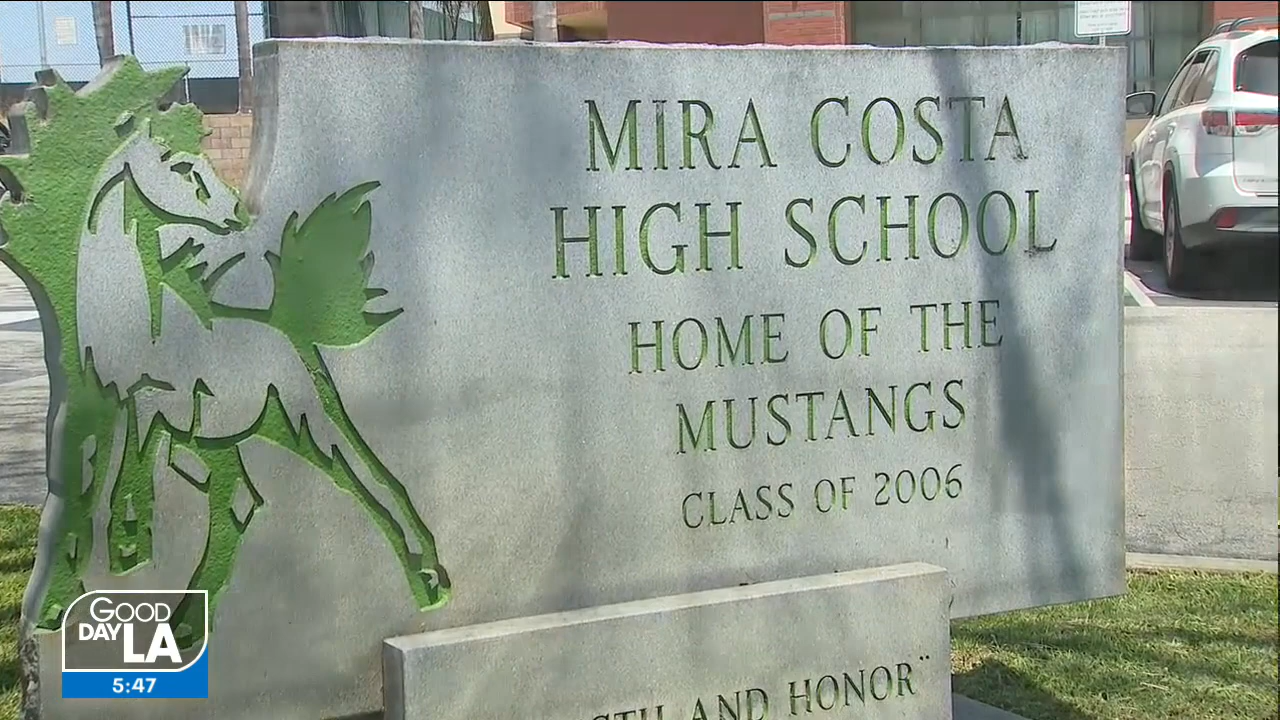 MIRA COSTA
HIGH SCHOOL
HOME OF THE
MUSTANGS
CLASS OF 2006
AND HONOR"
GOOD
DAY LA
5:47